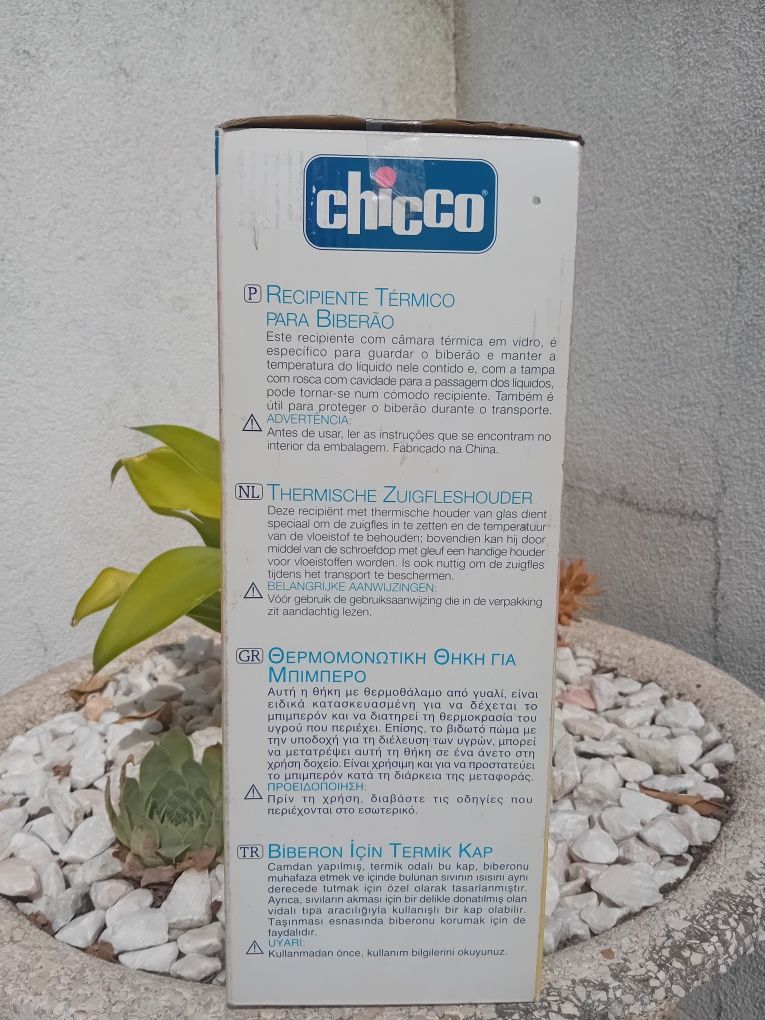 chicco®
P RECIPIENTE TÉRMICO
PARA BIBERÃO
Este recipiente com câmara térmica em vidro, é
específico para guardar o biberão e manter a
temperatura do líquido nele contido e, com a tampa
com rosca com cavidade para a passagem dos líquidos,
pode tornar-se num cómodo recipiente. Também é
útil para proteger o biberão durante o transporte.
ADVERTÊNCIA:
Antes de usar, ler as instruções que se encontram no
interior da embalagem. Fabricado na China.
NL THERMISCHE ZUIGFLESHOUDER
Deze recipiënt met thermische houder van glas dient
speciaal om de zuigfles in te zetten en de temperatuur
van de vloeistof te behouden; bovendien kan hij door
middel van de schroefdop met gleuf een handige houder
voor vloeistoffen worden. Is ook nuttig om de zuigfles
tijdens het transport te beschermen.
BELANGRIJKE AANWIJZINGEN:
Vóór gebruik de gebruiksaanwijzing die in de verpakking
zit aandachtig lezen.
GR ΘΕΡΜΟΜΟΝΩΤΙΚΗ ΘΗΚΗ ΓΙΑ
ΜΠΙΜΠΕΡΟ
Αυτή η θήκη με θερμοθάλαμο από γυαλί, είναι
ειδικά κατασκευασμένη για να δέχεται το
μπιμπερόν και να διατηρεί τη θερμοκρασία του
υγρού που περιέχει. Επίσης, το βιδωτό πώμα με
την υποδοχή για τη διέλευση των υγρών, μπορεί
να μετατρέψει αυτή τη θήκη σε ένα άνετο στη
χρήση δοχείο. Είναι χρήσιμη και για να προστατεύει
το μπιμπερόν κατά τη διάρκεια της μεταφοράς.
ΠΡΟΕΙΔΟΠΟΙΗΣΗ:
Πρίν τη χρήση, διαβάστε τις οδηγίες που
περιέχονται στο εσωτερικό.
TR BIBERON İÇIN TERMIK KAP
Camdan yapılmış, termik odalı bu kap, biberonu
muhafaza etmek ve içinde bulunan sıvının ısısını aynı
derecede tutmak için özel olarak tasarlanmıştır.
Ayrıca, sıvıların akması için bir delikle donatılmış olan
vidalı tıpa aracılığıyla kullanışlı bir kap olabilir.
Taşınması esnasında biberonu korumak için de
faydalıdır.
UYARI:
Kullanmadan önce, kullanım bilgilerini okuyunuz.